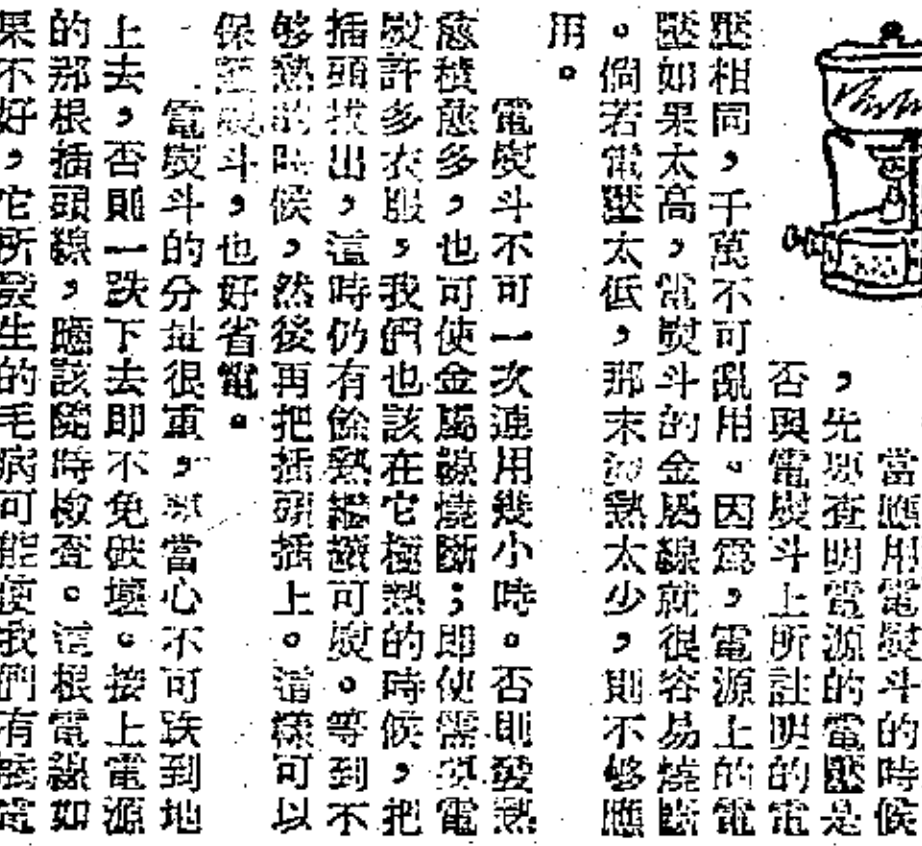 當應用電熨斗的時候
,先須查明電源的電壓是
否與電熨斗上所註明的電
壓相同,千萬不可亂用。因爲,電源上的電
壓如果太高,電熨斗的金屬線就很容易燒斷
。倘若電壓太低,那末發熱太少,則不够應
用。
電熨斗不可一次連用幾小時。否則發熱
愈積愈多,也可使金屬線燒斷;即使需要電
熨許多衣服,我們也該在它極熱的時候,把
插頭拔出,這時仍有餘熱繼續可熨。等到不
够熱的時候,然後再把插頭插上。這樣可以
保護熨斗,也好省電。
電熨斗的分量很重,須當心不可跌到地
上去,否則一跌下去即不免破壞。接上電源
的那根插頭線,應該隨時檢查。這根電線如
果不好,它所發生的毛病可能使我們有觸電